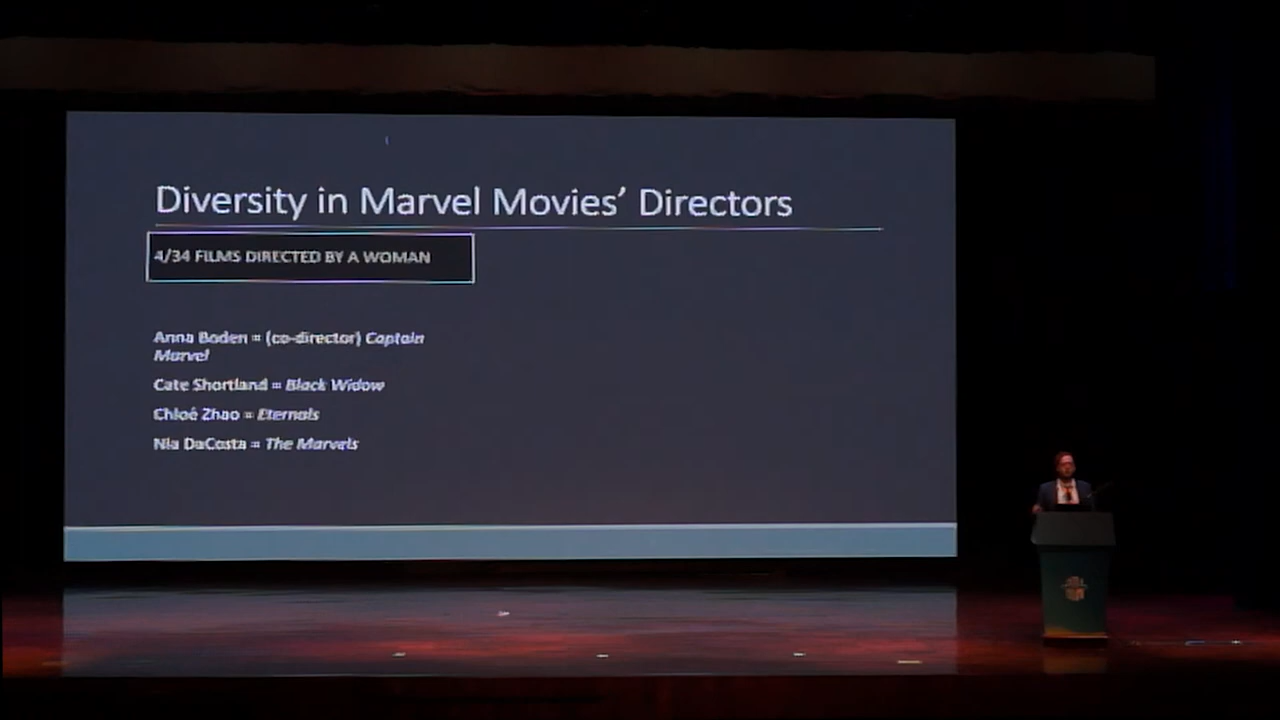 Diversity in Marvel Movies’ Directors
4/34 FILMS DIRECTED BY A WOMAN
Anna Boden = (co-director) Captain
Marvel
Cate Shortland = Black Widow
Chloé Zhao = Eternals
Nia DaCosta = The Marvels